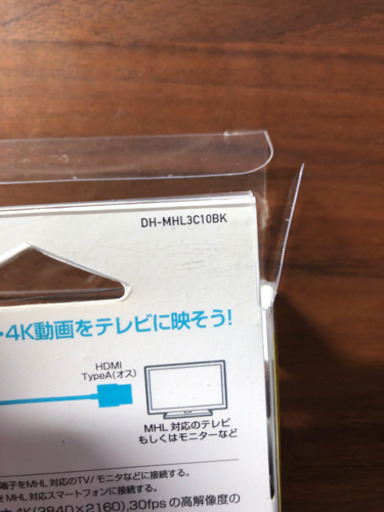 DH-MHL3C10BK
4K動画をテレビに映そう!
HDMI
TypeA(オス)
MHL 対応のテレビ
もしくはモニターなど
端子をMHL対応のTV/モニタなどに接続する。
をMHL対応スマートフォンに接続する。
4K(3840×2160),30fpsの高解像度の